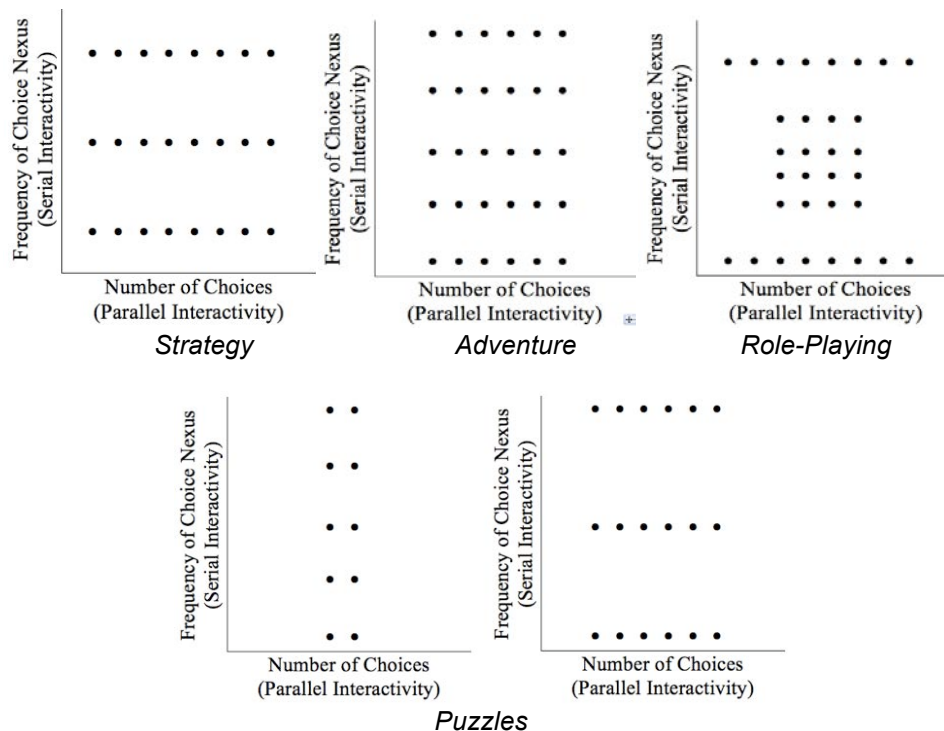 Frequency of Choice Nexus
(Serial Interactivity)
Number of Choices
(Parallel Interactivity)
Strategy
Frequency of Choice Nexus
(Serial Interactivity)
Number of Choices
(Parallel Interactivity)
Adventure
Frequency of Choice Nexus
(Serial Interactivity)
Number of Choices
(Parallel Interactivity)
Role-Playing
Frequency of Choice Nexus
(Serial Interactivity)
Number of Choices
(Parallel Interactivity)
Frequency of Choice Nexus
(Serial Interactivity)
Number of Choices
(Parallel Interactivity)
Puzzles